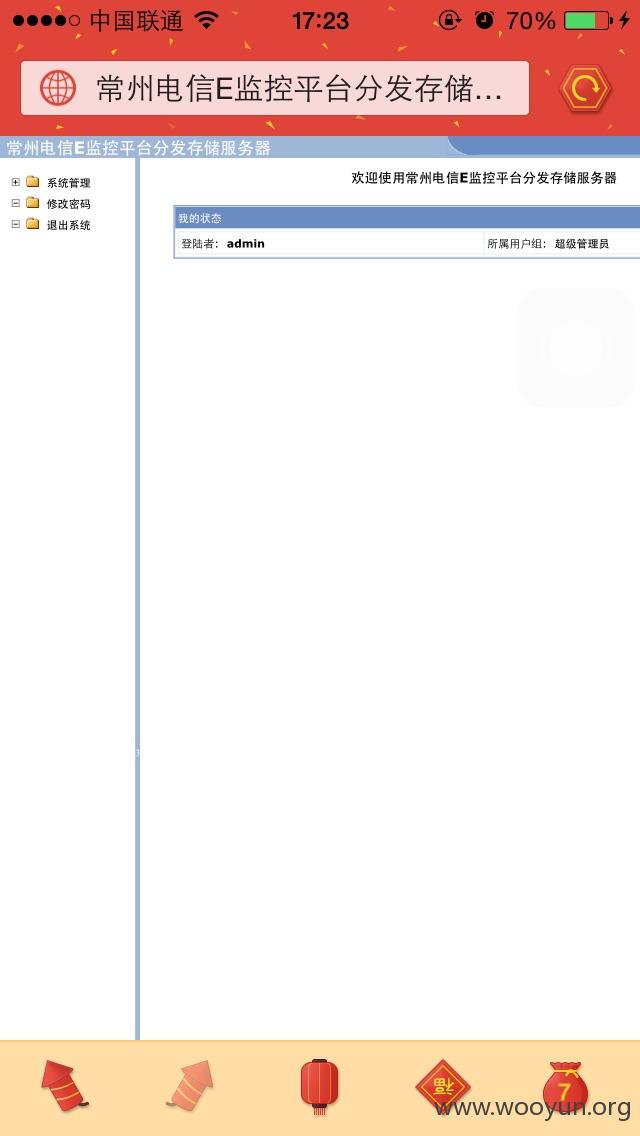 中国联通 17:23 70%
常州电信E监控平台分发存储...
常州电信E监控平台分发存储服务器
系统管理
修改密码
退出系统
欢迎使用常州电信E监控平台分发存储服务器
我的状态
登陆者: admin 所属用户组: 超级管理员
3
福
7
www.wooyun.org